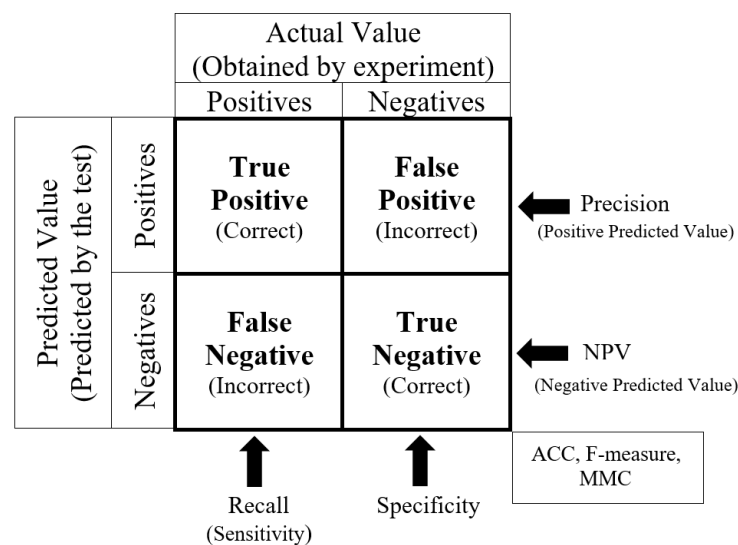 Actual Value
(Obtained by experiment)
Positives
Negatives
Predicted Value
(Predicted by the test)
Positives
True
Positive
(Correct)
False
Positive
(Incorrect)
Precision
(Positive Predicted Value)
Negatives
False
Negative
(Incorrect)
True
Negative
(Correct)
NPV
(Negative Predicted Value)
Recall
(Sensitivity)
Specificity
ACC, F-measure,
MMC